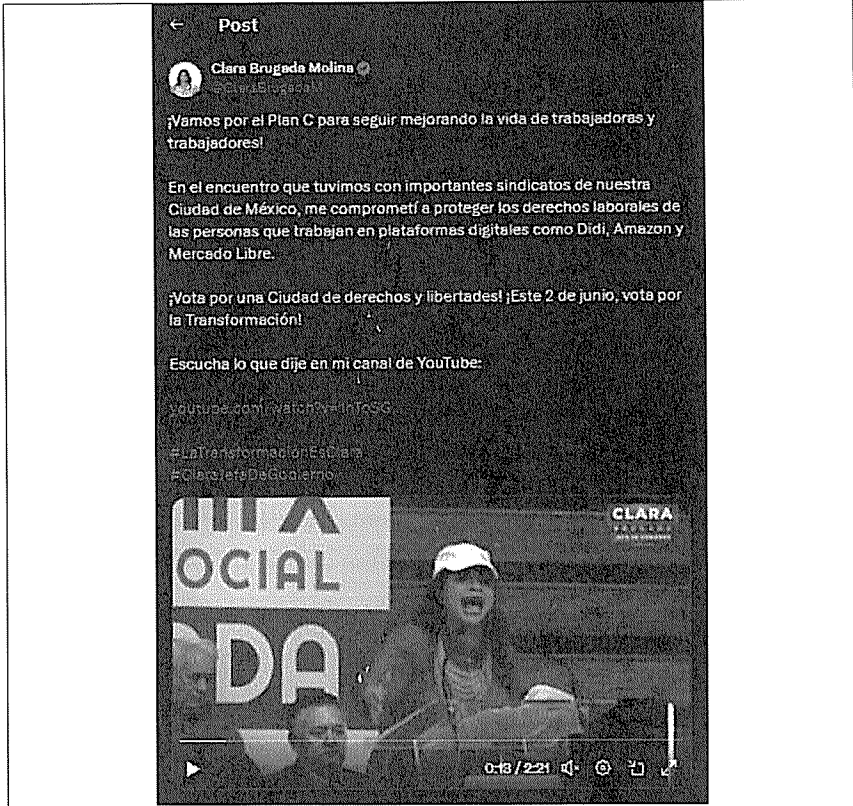 Post
Clara Brugada Molina
@ClaraBrugadaM
¡Vamos por el Plan C para seguir mejorando la vida de trabajadoras y
trabajadores!
En el encuentro que tuvimos con importantes sindicatos de nuestra
Ciudad de México, me comprometí a proteger los derechos laborales de
las personas que trabajan en plataformas digitales como Didi, Amazon y
Mercado Libre.
¡Vota por una Ciudad de derechos y libertades! ¡Este 2 de junio, vota por
la Transformación!
Escucha lo que dije en mi canal de YouTube:
#LaTransformaciónEsClara
#ClaraJefaDeGobierno
CLARA
OCIAL
DA
0:13 / 2:21